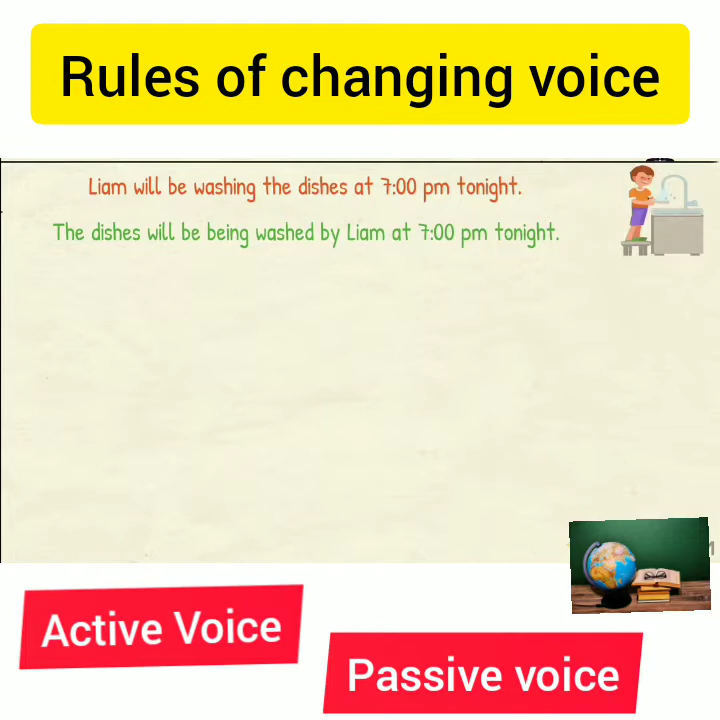 Rules of changing voice
Liam will be washing the dishes at 7:00 pm tonight.
The dishes will be being washed by Liam at 7:00 pm tonight.
Active Voice
Passive voice